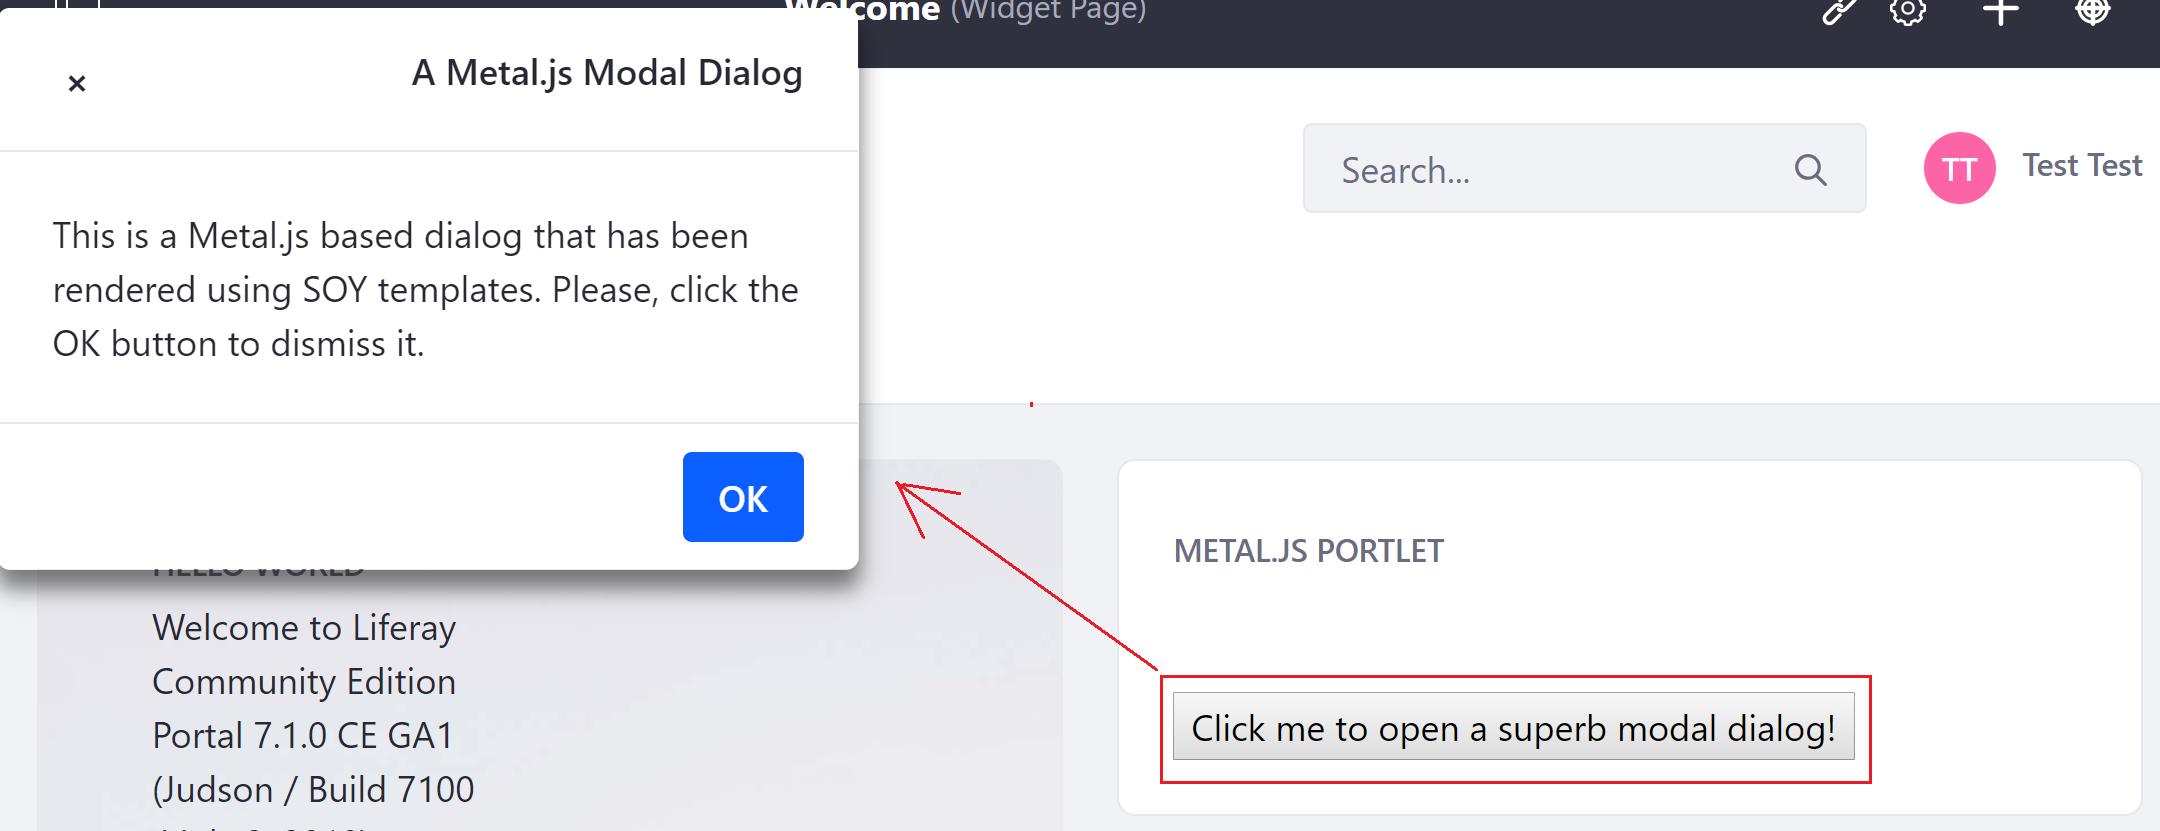 Welcome (Widget Page)
× A Metal.js Modal Dialog
This is a Metal.js based dialog that has been
rendered using SOY templates. Please, click the
OK button to dismiss it.
OK
Search...
TT Test Test
HELLO WORLD
Welcome to Liferay
Community Edition
Portal 7.1.0 CE GA1
(Judson / Build 7100
METAL.JS PORTLET
Click me to open a superb modal dialog!